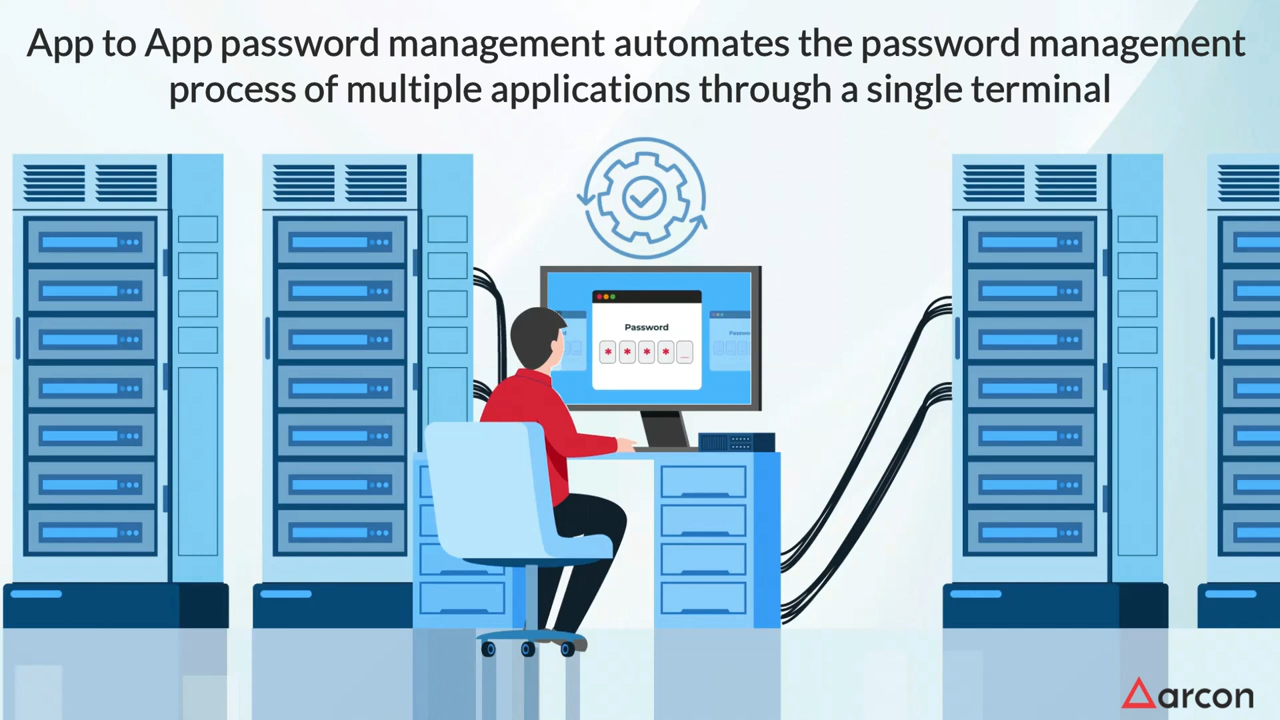 App to App password management automates the password management
process of multiple applications through a single terminal
Password
* * * * _
arcon